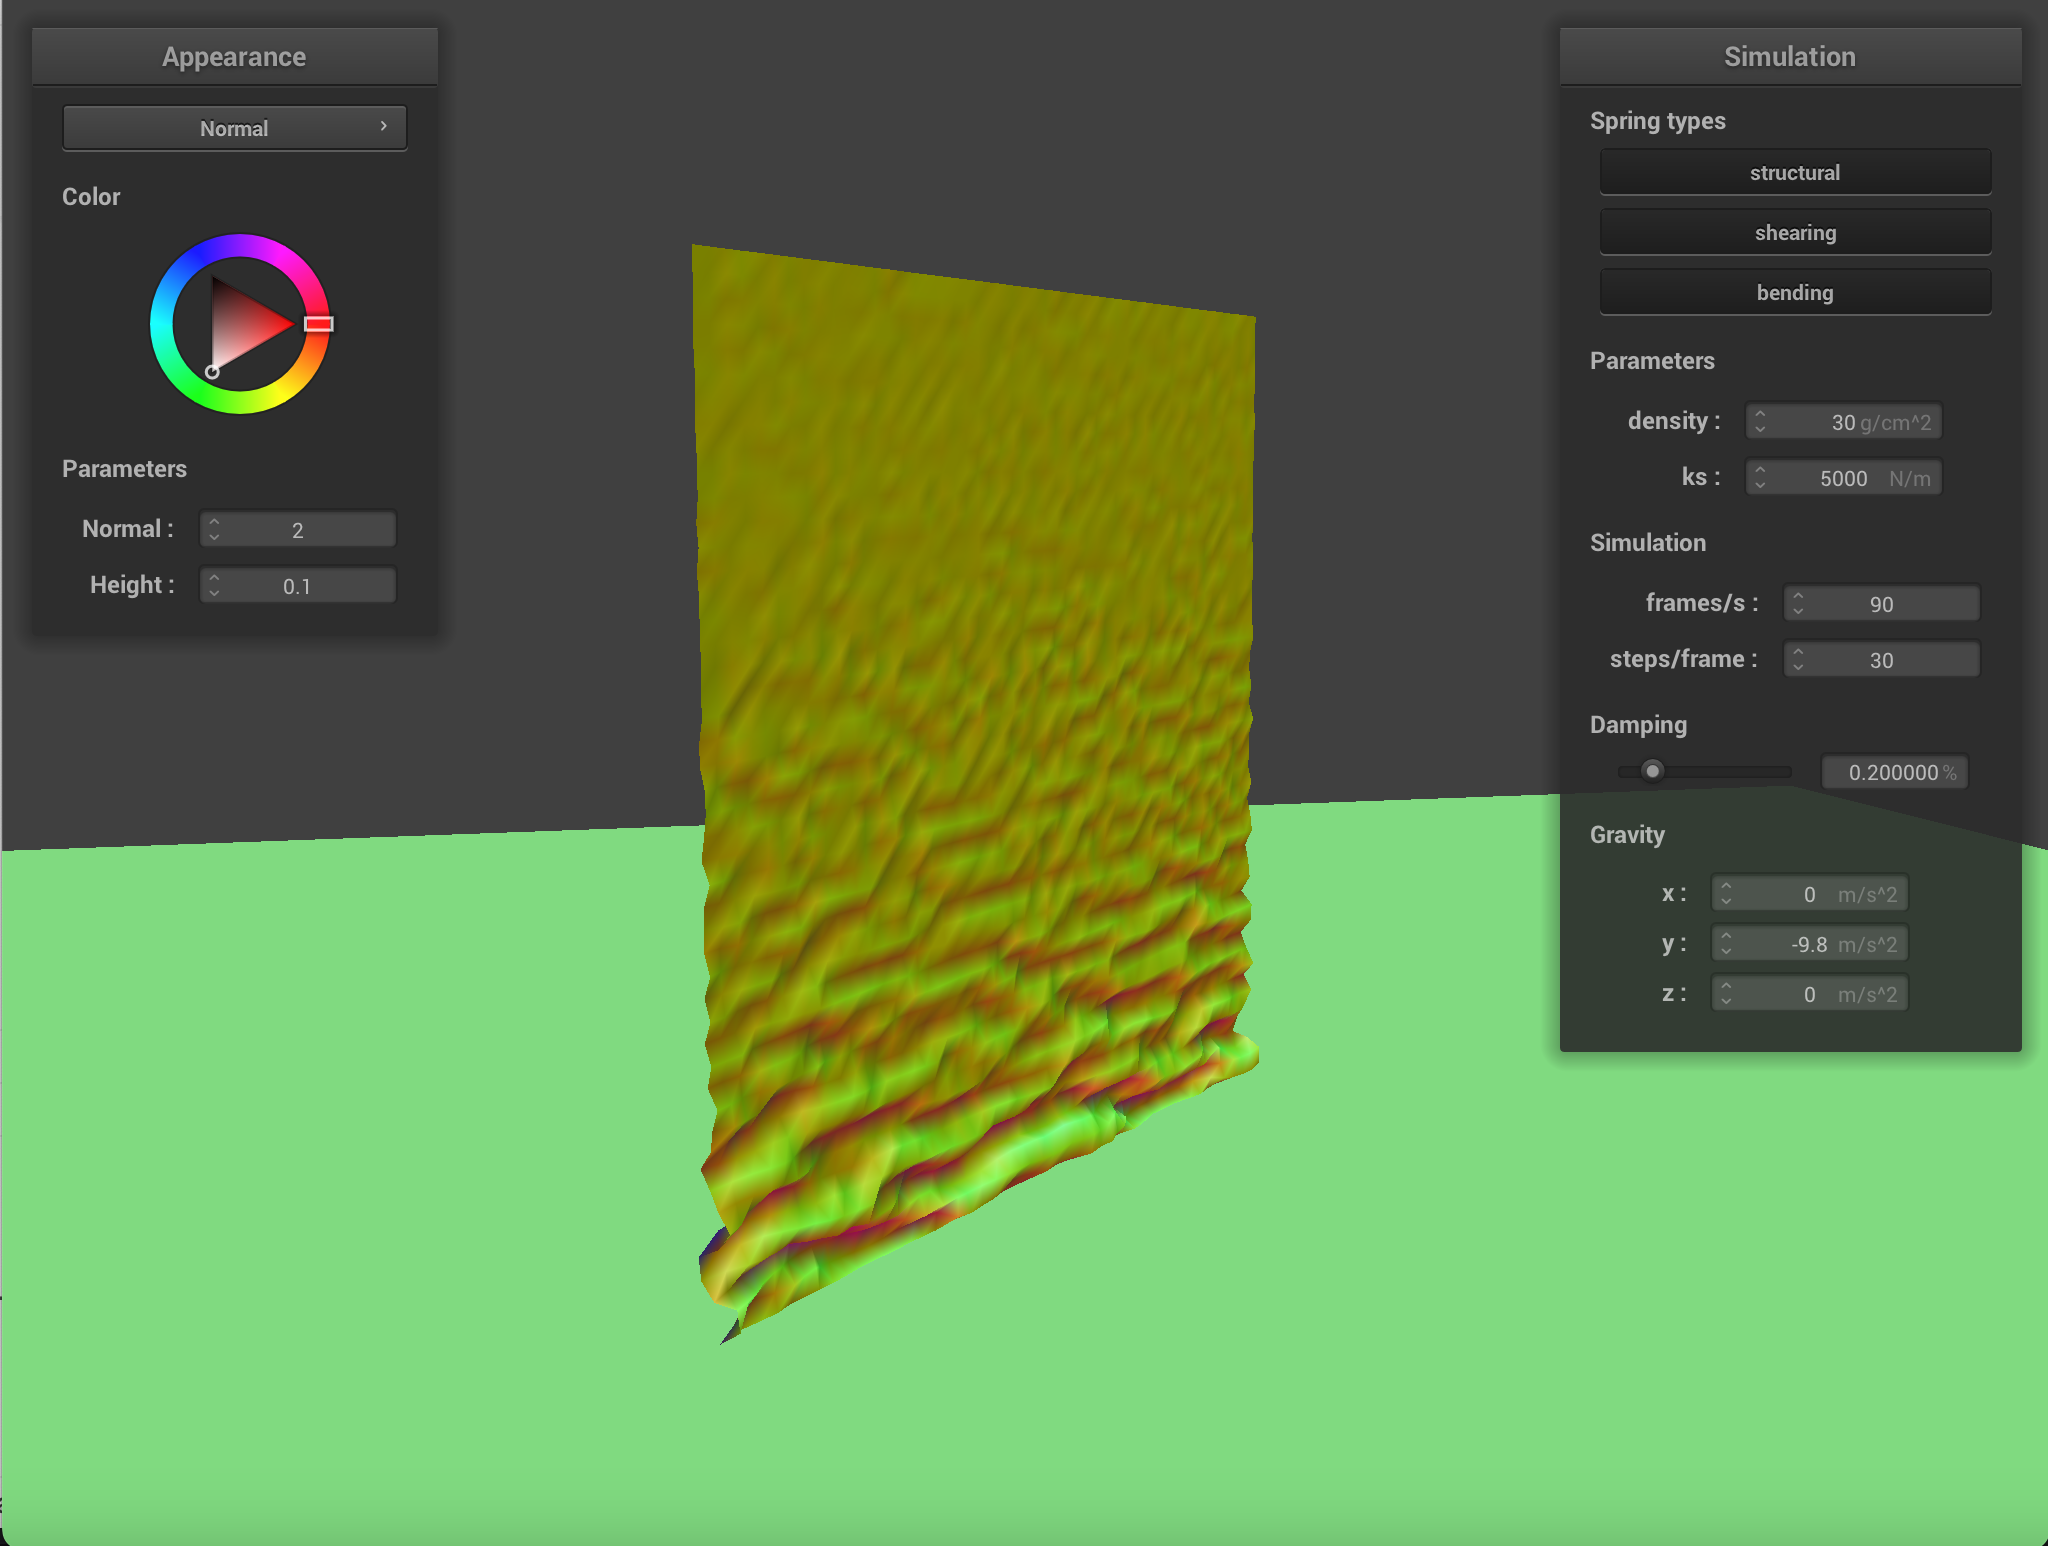 Appearance
Normal
Color
Parameters
Normal : 2
Height : 0.1
Simulation
Spring types
structural
shearing
bending
Parameters
density : 30 g/cm^2
ks : 5000 N/m
Simulation
frames/s : 90
steps/frame : 30
Damping
0.200000 %
Gravity
x : 0 m/s^2
y : -9.8 m/s^2
z : 0 m/s^2